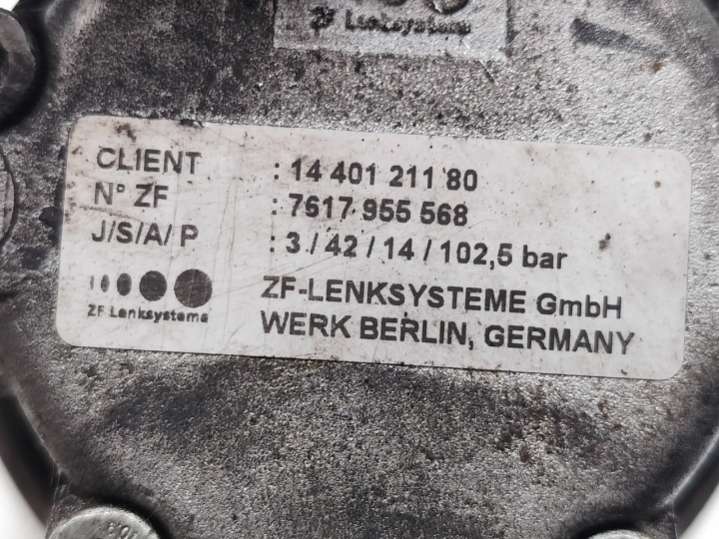 ZF Lenksysteme
CLIENT : 14 401 211 80
N° ZF : 7617 955 568
J/S/A/ P : 3 / 42 / 14 / 102,5 bar
ZF Lenksysteme
ZF-LENKSYSTEME GmbH
WERK BERLIN, GERMANY